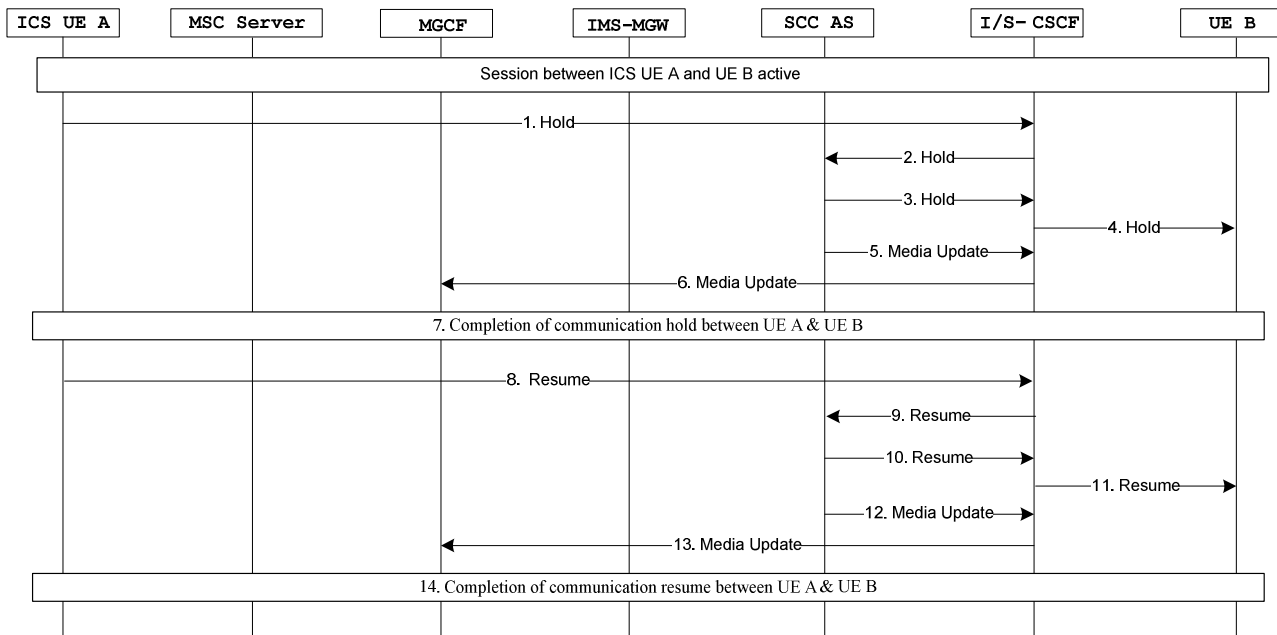 ICS UE A
MSC Server
MGCF
IMS-MGW
SCC AS
I/S- CSCF
UE B
Session between ICS UE A and UE B active
1. Hold
2. Hold
3. Hold
4. Hold
5. Media Update
6. Media Update
7. Completion of communication hold between UE A & UE B
8. Resume
9. Resume
10. Resume
11. Resume
12. Media Update
13. Media Update
14. Completion of communication resume between UE A & UE B